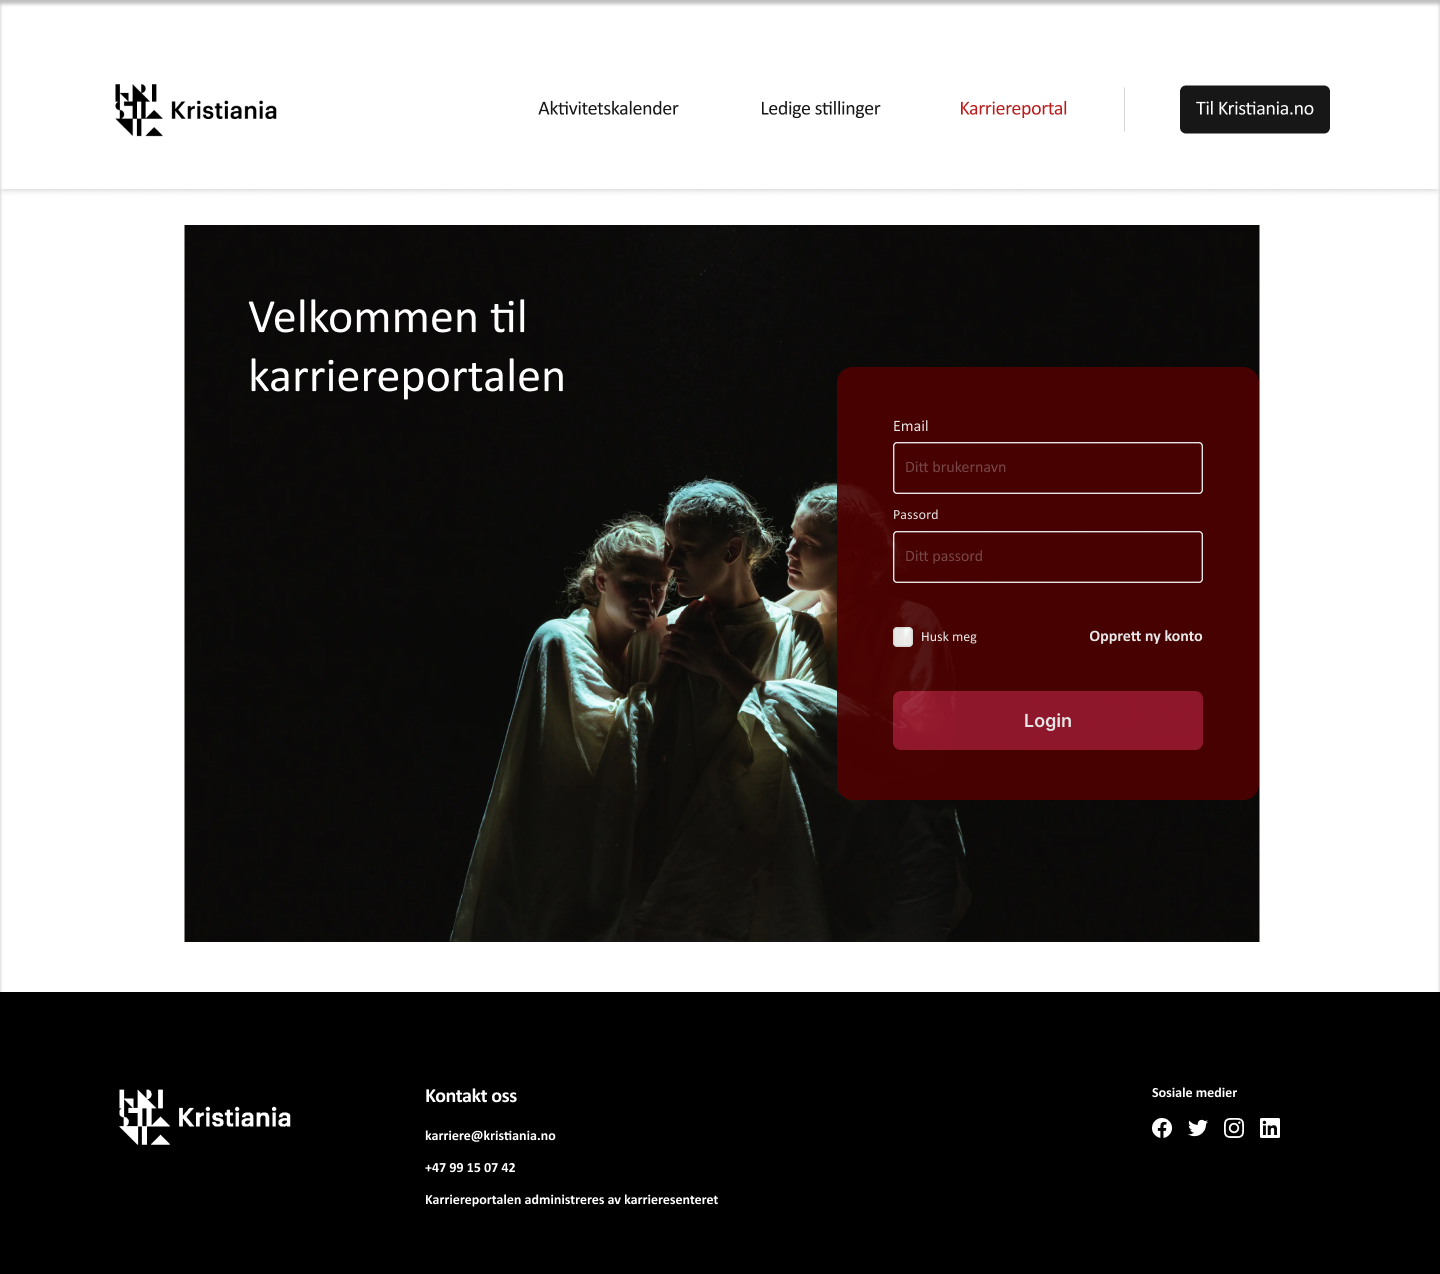 Kristiania
Aktivitetskalender
Ledige stillinger
Karriereportal
Til Kristiania.no
Velkommen til
karriereportalen
Email
Ditt brukernavn
Passord
Ditt passord
Husk meg
Opprett ny konto
Login
Kristiania
Kontakt oss
karriere@kristiania.no
+47 99 15 07 42
Karriereportalen administreres av karrieresenteret
Sosiale medier